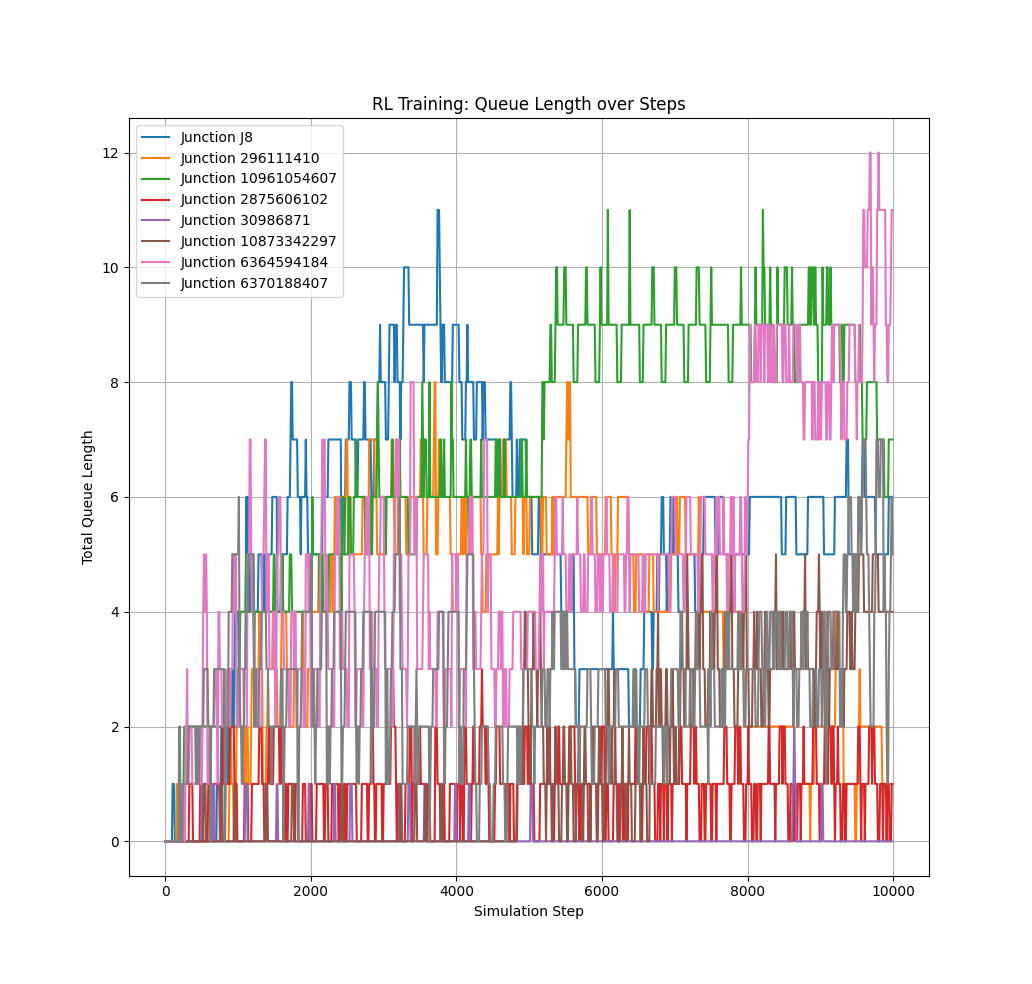 RL Training: Queue Length over Steps
Junction J8
Junction 296111410
Junction 10961054607
Junction 2875606102
Junction 30986871
Junction 10873342297
Junction 6364594184
Junction 6370188407
Total Queue Length
12
10
8
6
4
2
0
0 2000 4000 6000 8000 10000
Simulation Step